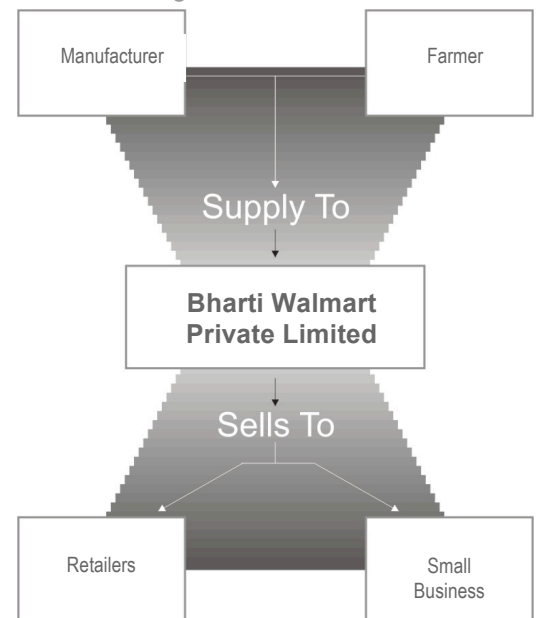 Manufacturer
Farmer
Supply To
Bharti Walmart
Private Limited
Sells To
Retailers
Small
Business